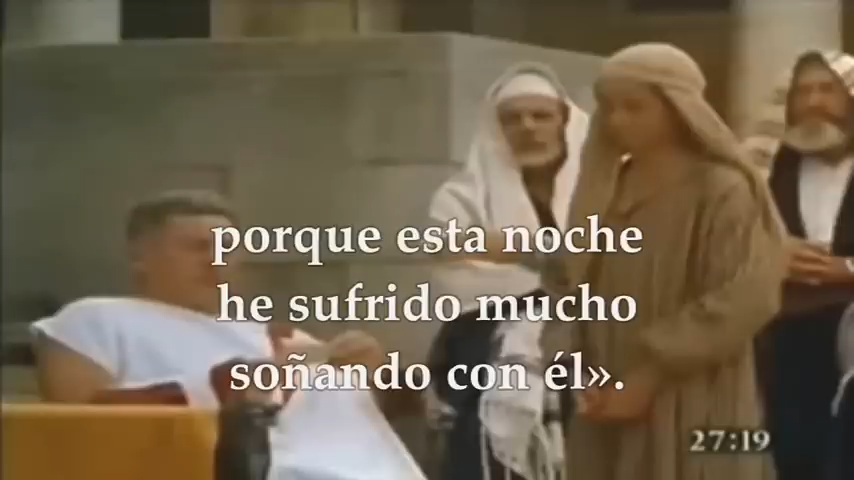 porque esta noche
he sufrido mucho
soñando con él».
27:19